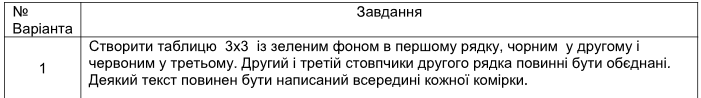 №
Варіанта
Завдання
1
Створити таблицю 3х3 із зеленим фоном в першому рядку, чорним у другому і
червоним у третьому. Другий і третій стовпчики другого рядка повинні бути обєднані.
Деякий текст повинен бути написаний всередині кожної комірки.